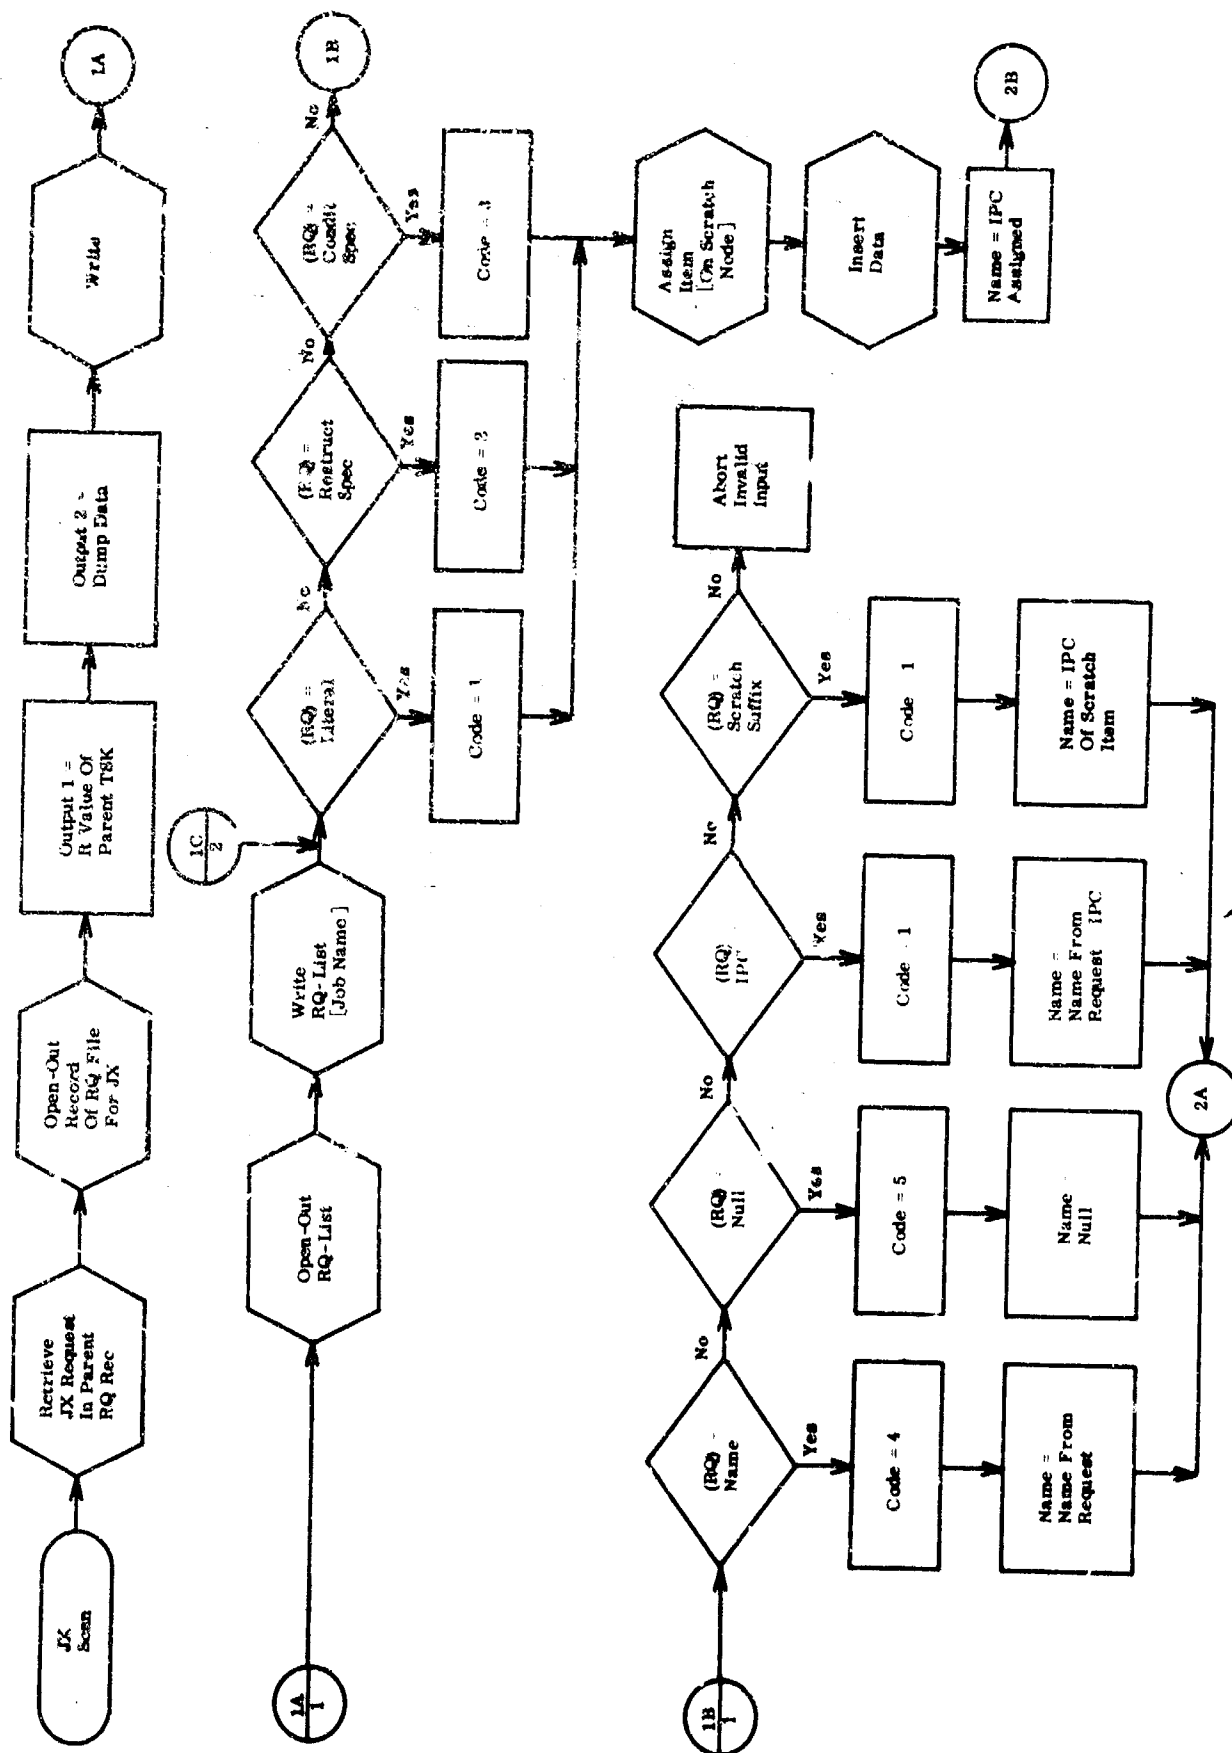 JX
Scan
Retrieve
JX Request
In Parent
RQ Rec
Open-Out
Record
Of RQ File
For JX
Output 1 =
R Value Of
Parent TSK
Output 2 =
Dump Data
Write
1A
1A
1
Open-Out
RQ-List
Write
RQ-List
[Job Name]
1C
2
(RQ) =
Literal
No
Yes
Code = 1
(RQ) =
Restruct
Spec
No
Yes
Code = 2
(RQ) =
Condit
Spec
No
Yes
Code = 3
1B
Assign
Item
[On Scratch
Node]
Insert
Data
Name = IPC
Assigned
2B
1B
1
(RQ) =
Name
No
Yes
Code = 4
Name =
Name From
Request
(RQ)
Null
No
Yes
Code = 5
Name
Null
(RQ)
IPC
No
Yes
Code 1
Name =
Name From
Request IPC
(RQ) =
Scratch
Suffix
No
Yes
Code 1
Name = IPC
Of Scratch
Item
Abort
Invalid
Input
2A